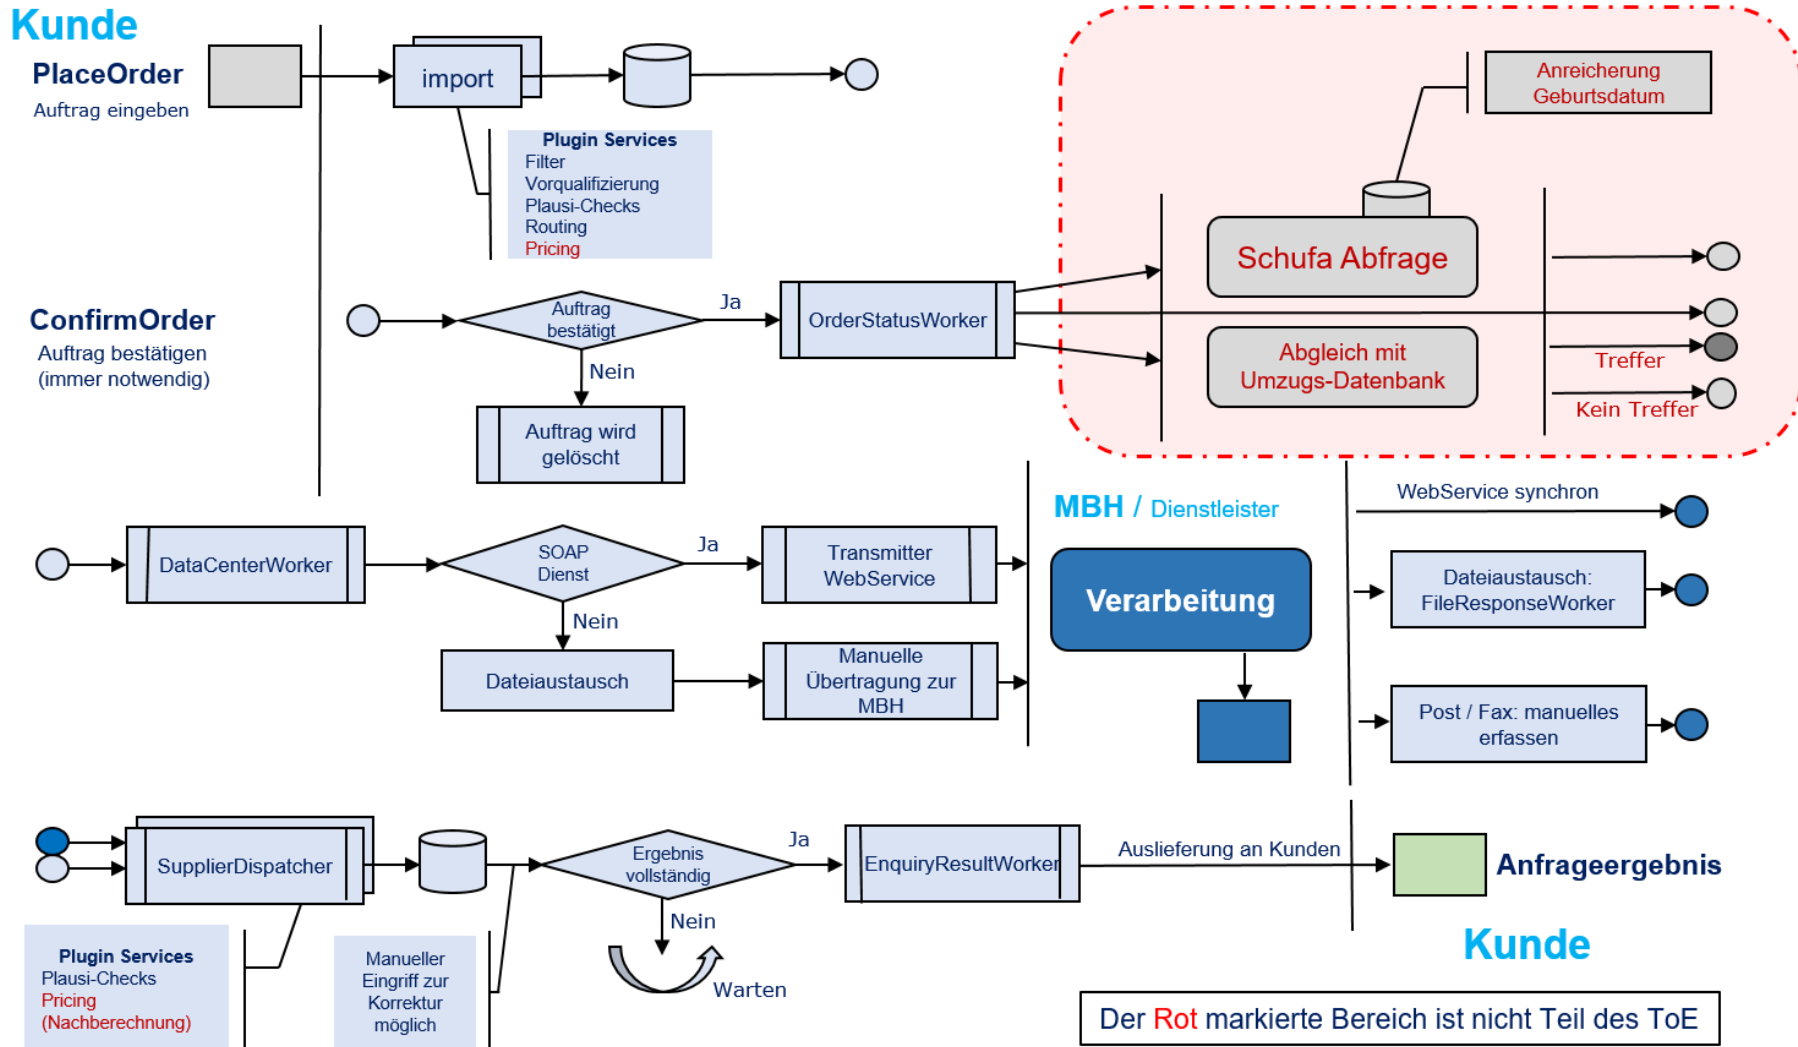 Kunde
PlaceOrder
Auftrag eingeben
import
Plugin Services
Filter
Vorqualifizierung
Plausi-Checks
Routing
Pricing
Anreicherung
Geburtsdatum
Schufa Abfrage
ConfirmOrder
Auftrag bestätigen
(immer notwendig)
Auftrag
bestätigt
Ja
Nein
OrderStatusWorker
Auftrag wird
gelöscht
Abgleich mit
Umzugs-Datenbank
Treffer
Kein Treffer
DataCenterWorker
SOAP
Dienst
Ja
Nein
Transmitter
WebService
Dateiaustausch
Manuelle
Übertragung zur
MBH
MBH / Dienstleister
Verarbeitung
WebService synchron
Dateiaustausch:
FileResponseWorker
Post / Fax: manuelles
erfassen
SupplierDispatcher
Plugin Services
Plausi-Checks
Pricing
(Nachberechnung)
Manueller
Eingriff zur
Korrektur
möglich
Ergebnis
vollständig
Ja
Nein
Warten
EnquiryResultWorker
Auslieferung an Kunden
Anfrageergebnis
Kunde
Der Rot markierte Bereich ist nicht Teil des ToE